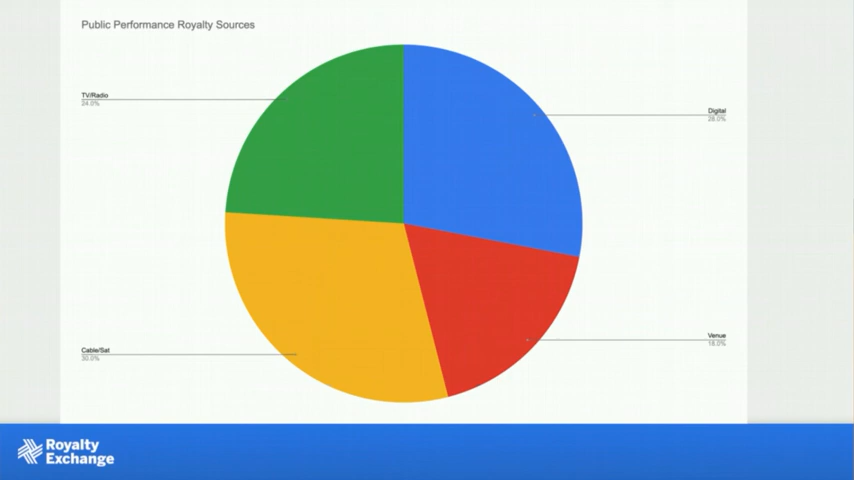 Public Performance Royalty Sources
TV/Radio
24.0%
Digital
28.0%
Cable/Sat
30.0%
Venue
18.0%
Royalty
Exchange